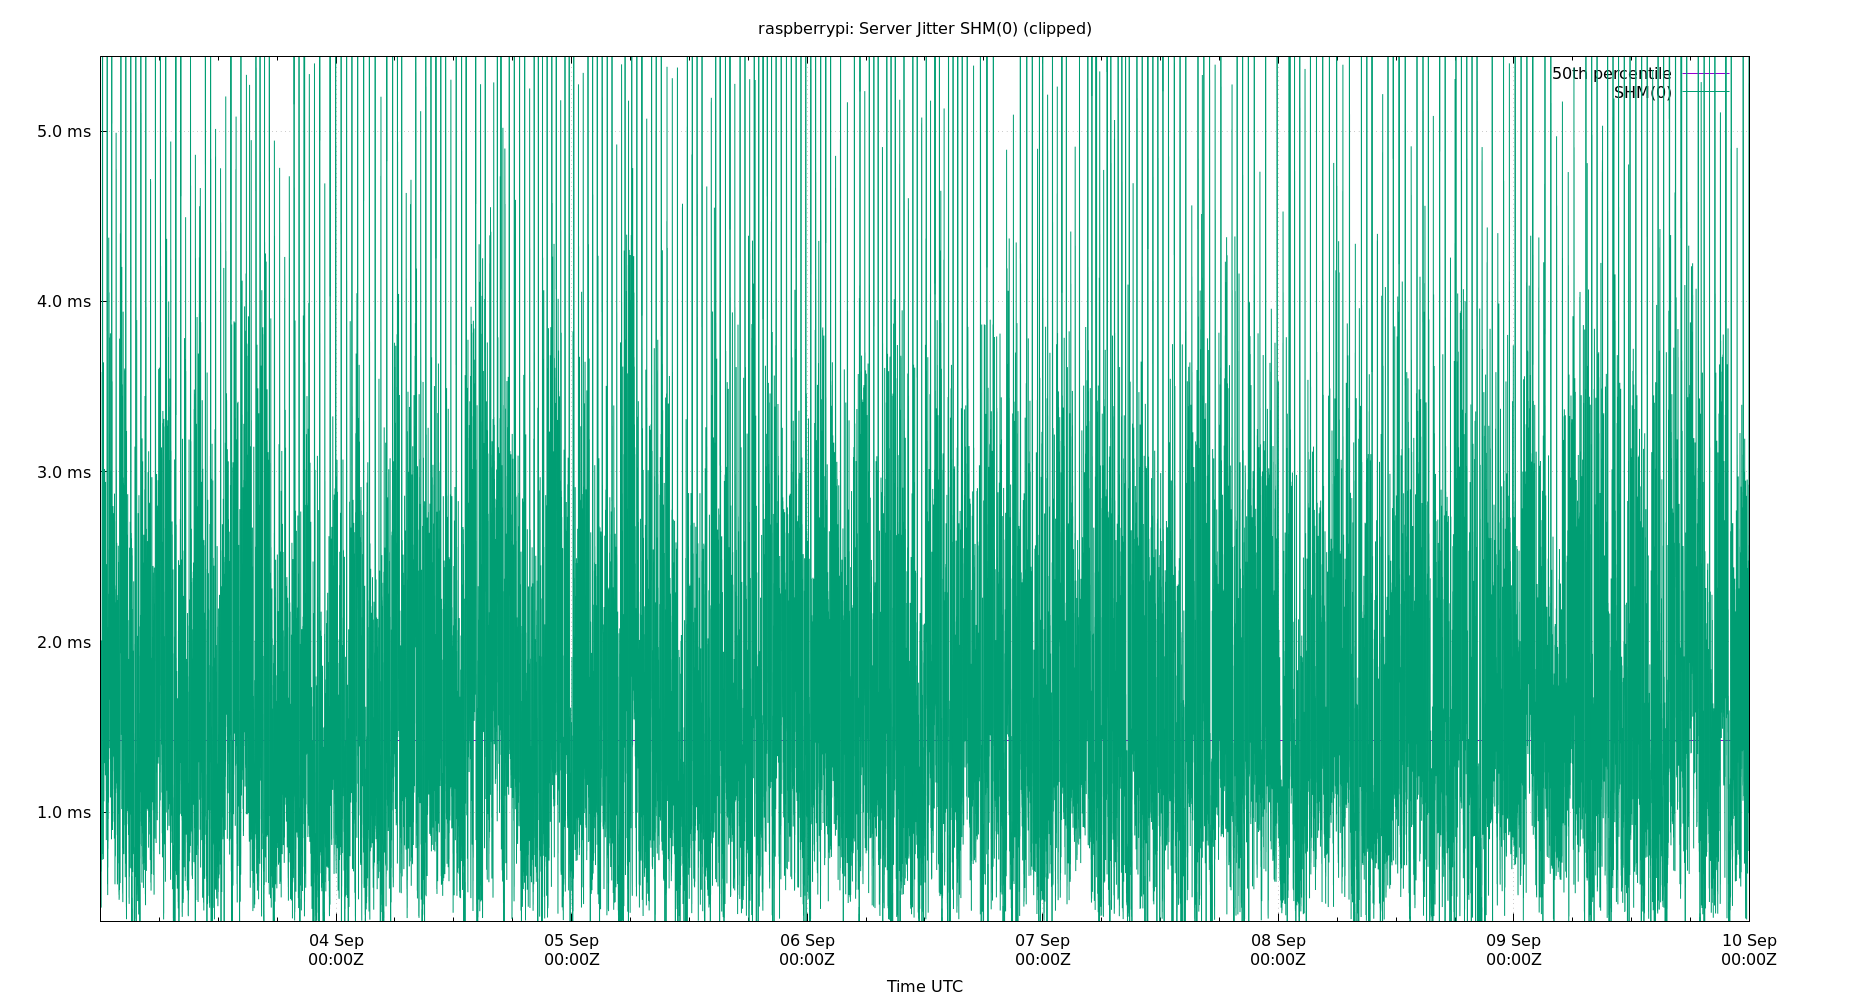 raspberrypi: Server Jitter SHM(0) (clipped)
50th percentile
SHM(0)
5.0 ms
4.0 ms
3.0 ms
2.0 ms
1.0 ms
04 Sep 05 Sep 06 Sep 07 Sep 08 Sep 09 Sep 10 Sep
00:00Z 00:00Z 00:00Z 00:00Z 00:00Z 00:00Z 00:00Z
Time UTC